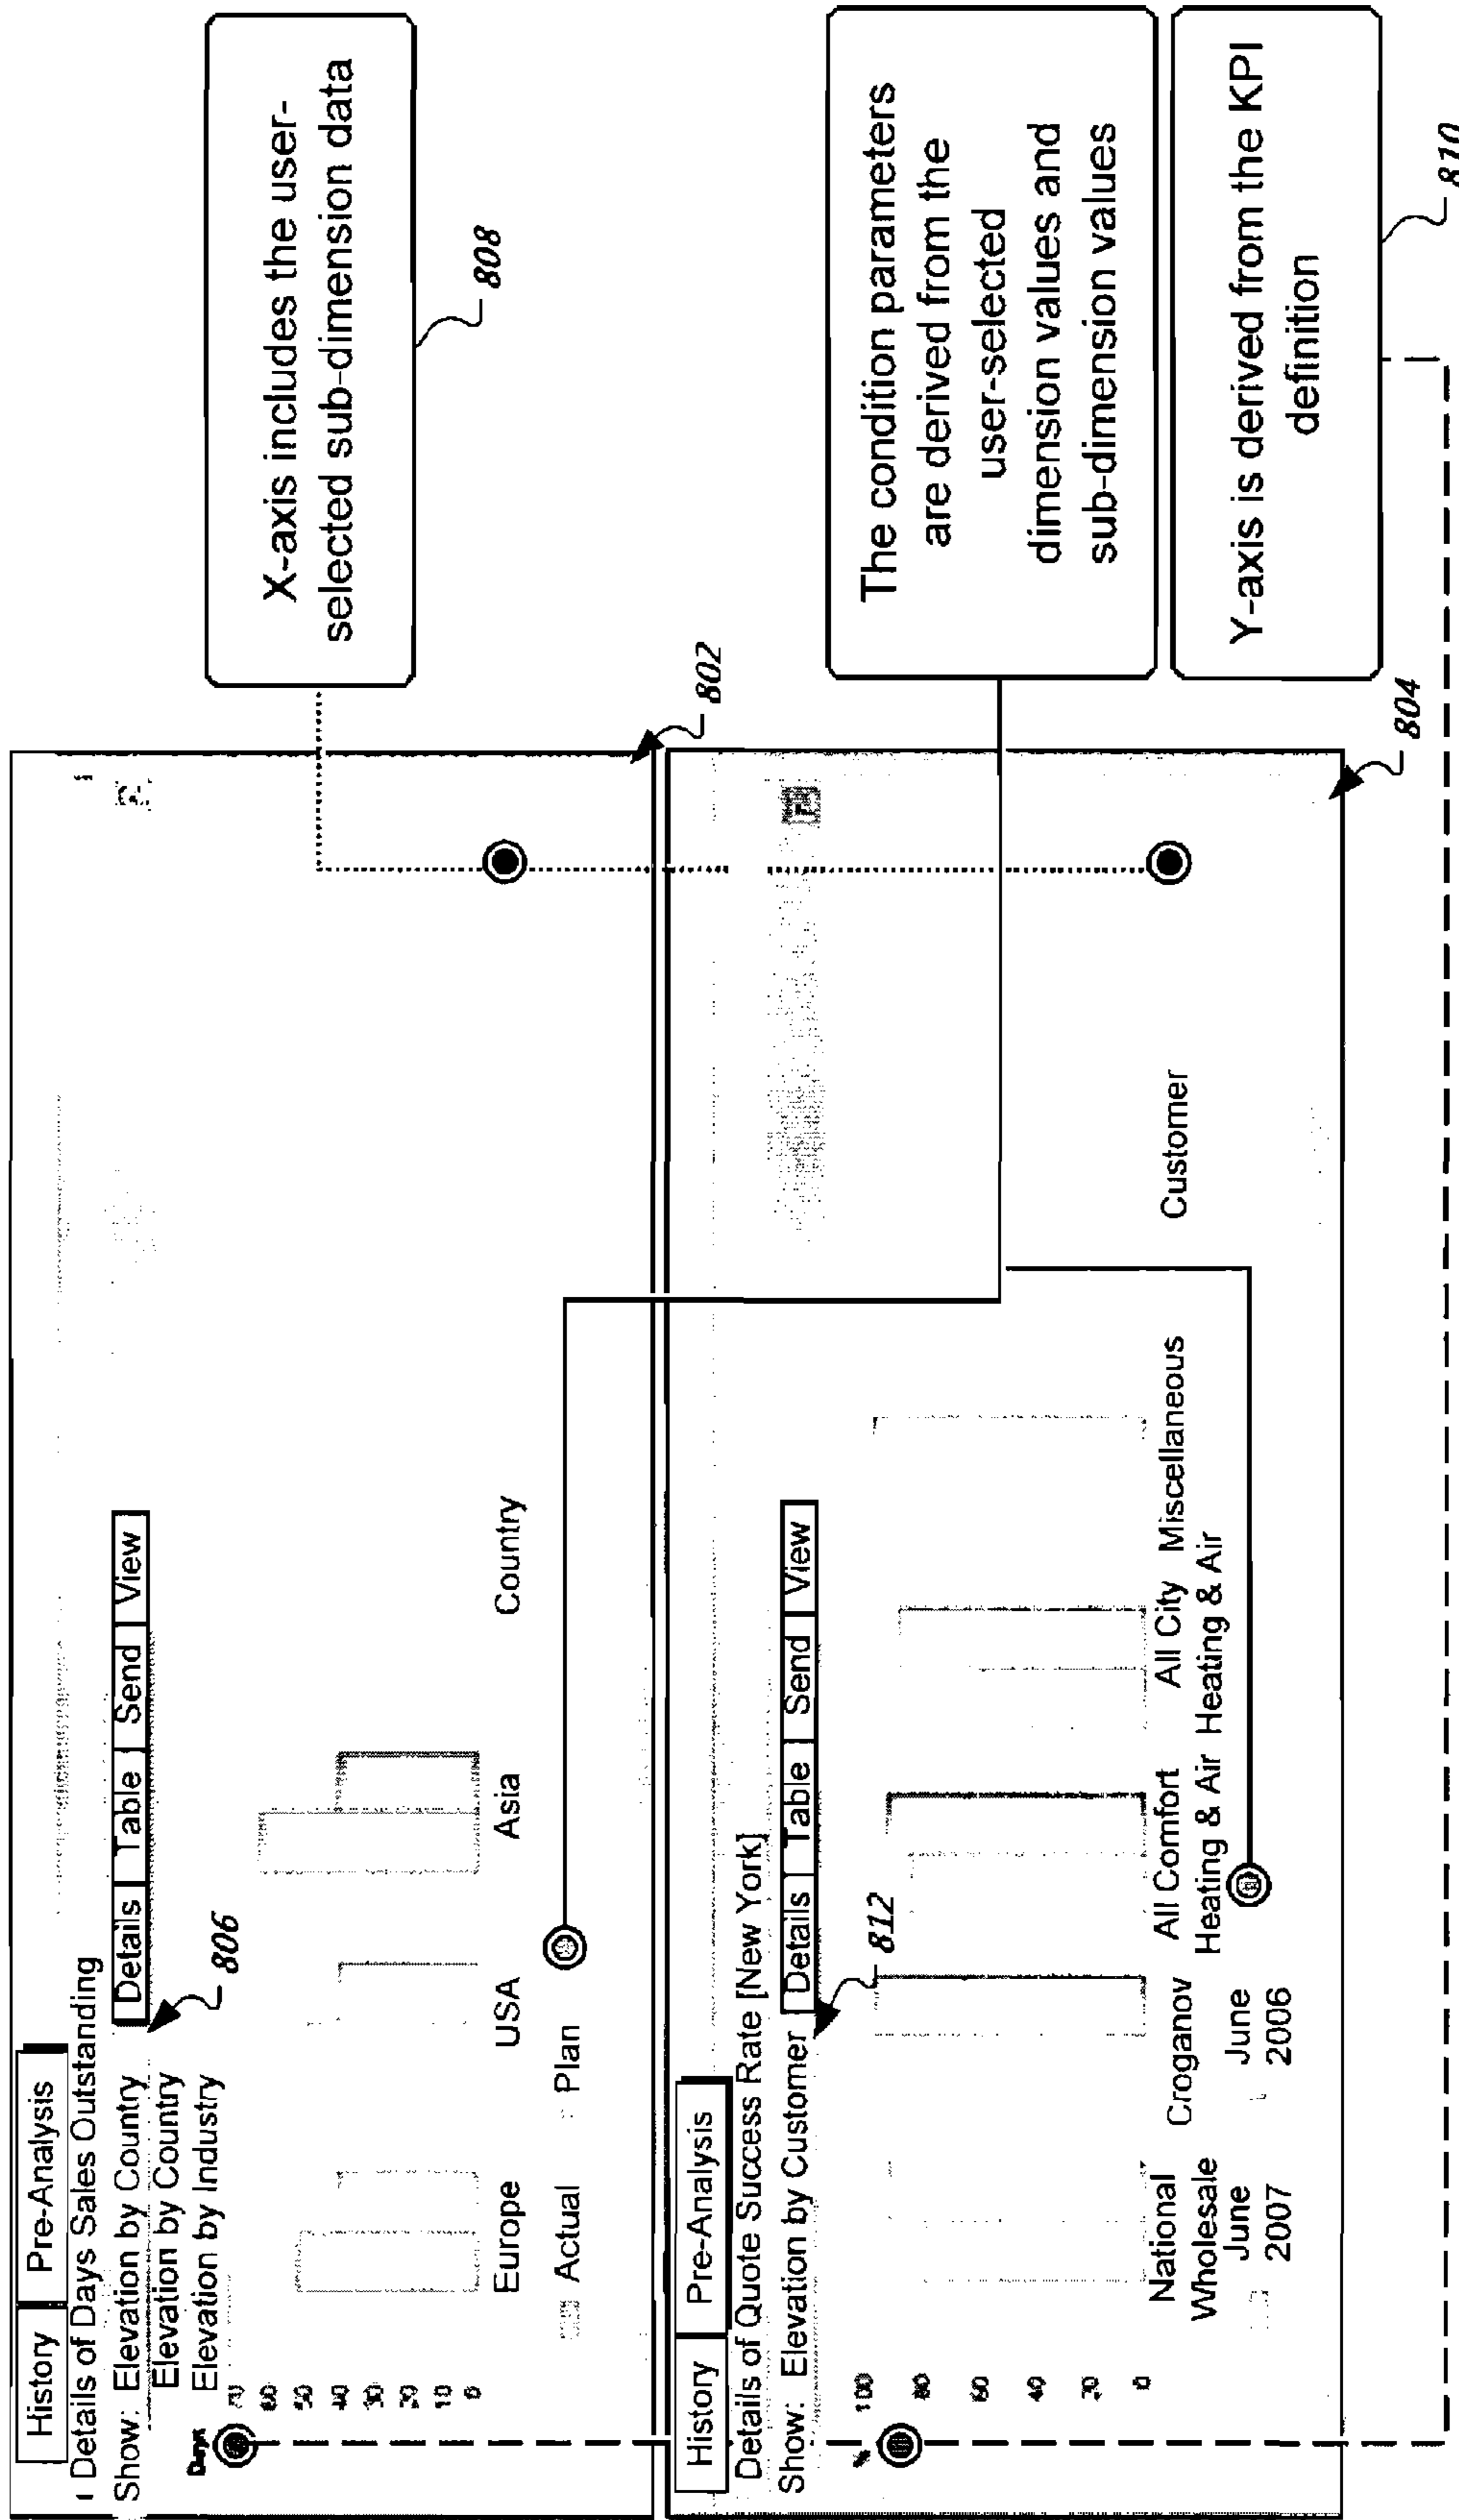 History
Pre-Analysis
Details of Days Sales Outstanding
Show: Elevation by Country
Details
Table
Send
View
Elevation by Country
Elevation by Industry
806
Days
70
60
50
40
30
20
10
0
Europe
USA
Asia
Country
Actual
Plan
802
X-axis includes the user-
selected sub-dimension data
808
History
Pre-Analysis
Details of Quote Success Rate [New York]
Show: Elevation by Customer
Details
Table
Send
View
812
%
100
80
60
40
20
0
National
Wholesale
Croganov
All Comfort
Heating & Air
All City
Heating & Air
Miscellaneous
Customer
June
2007
June
2006
804
The condition parameters
are derived from the
user-selected
dimension values and
sub-dimension values
Y-axis is derived from the KPI
definition
810